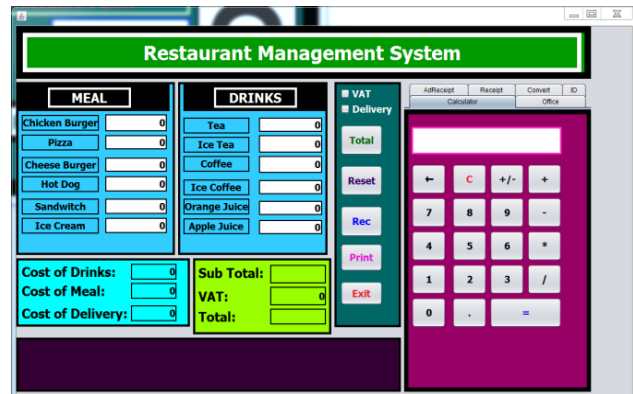 Restaurant Management System
MEAL
Chicken Burger 0
Pizza 0
Cheese Burger 0
Hot Dog 0
Sandwitch 0
Ice Cream 0
DRINKS
Tea 0
Ice Tea 0
Coffee 0
Ice Coffee 0
Orange Juice 0
Apple Juice 0
VAT
Delivery
Total
Reset
Rec
Print
Exit
Cost of Drinks: 0
Cost of Meal: 0
Cost of Delivery: 0
Sub Total:
VAT: 0
Total:
AdReceipt Receipt Convert ID
Calculator Office
← C +/- +
7 8 9 -
4 5 6 *
1 2 3 /
0 . =